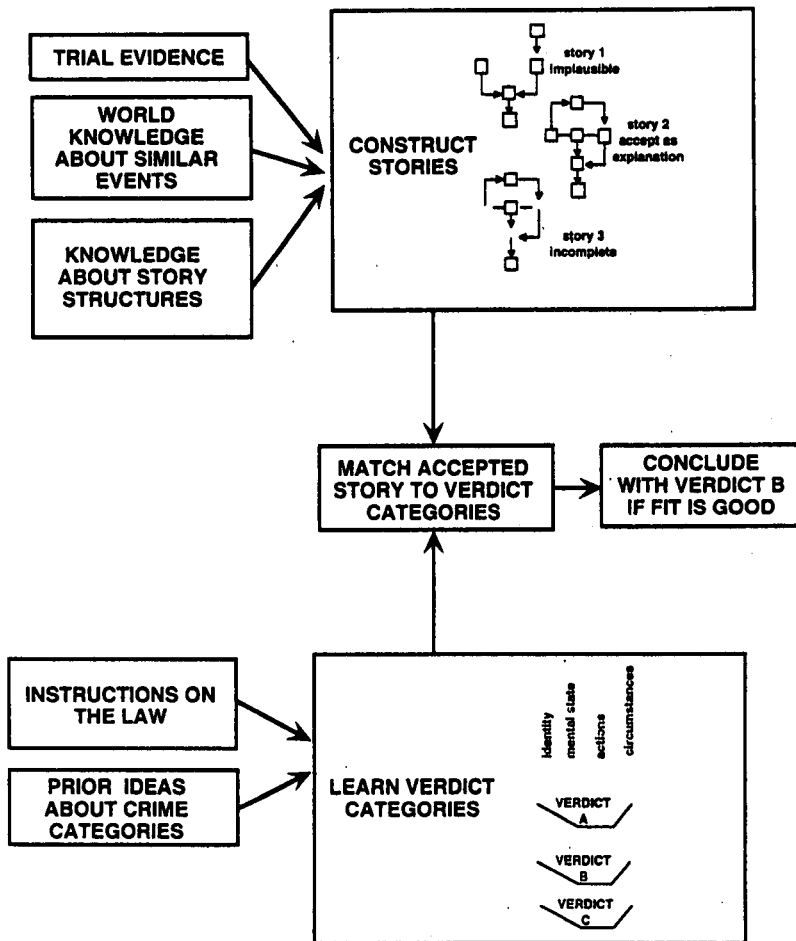 TRIAL EVIDENCE
WORLD
KNOWLEDGE
ABOUT SIMILAR
EVENTS
KNOWLEDGE
ABOUT STORY
STRUCTURES
CONSTRUCT
STORIES
story 1
implausible
story 2
accept as
explanation
story 3
incomplete
MATCH ACCEPTED
STORY TO VERDICT
CATEGORIES
CONCLUDE
WITH VERDICT B
IF FIT IS GOOD
INSTRUCTIONS ON
THE LAW
PRIOR IDEAS
ABOUT CRIME
CATEGORIES
LEARN VERDICT
CATEGORIES
identity
mental state
actions
circumstances
VERDICT
A
VERDICT
B
VERDICT
C